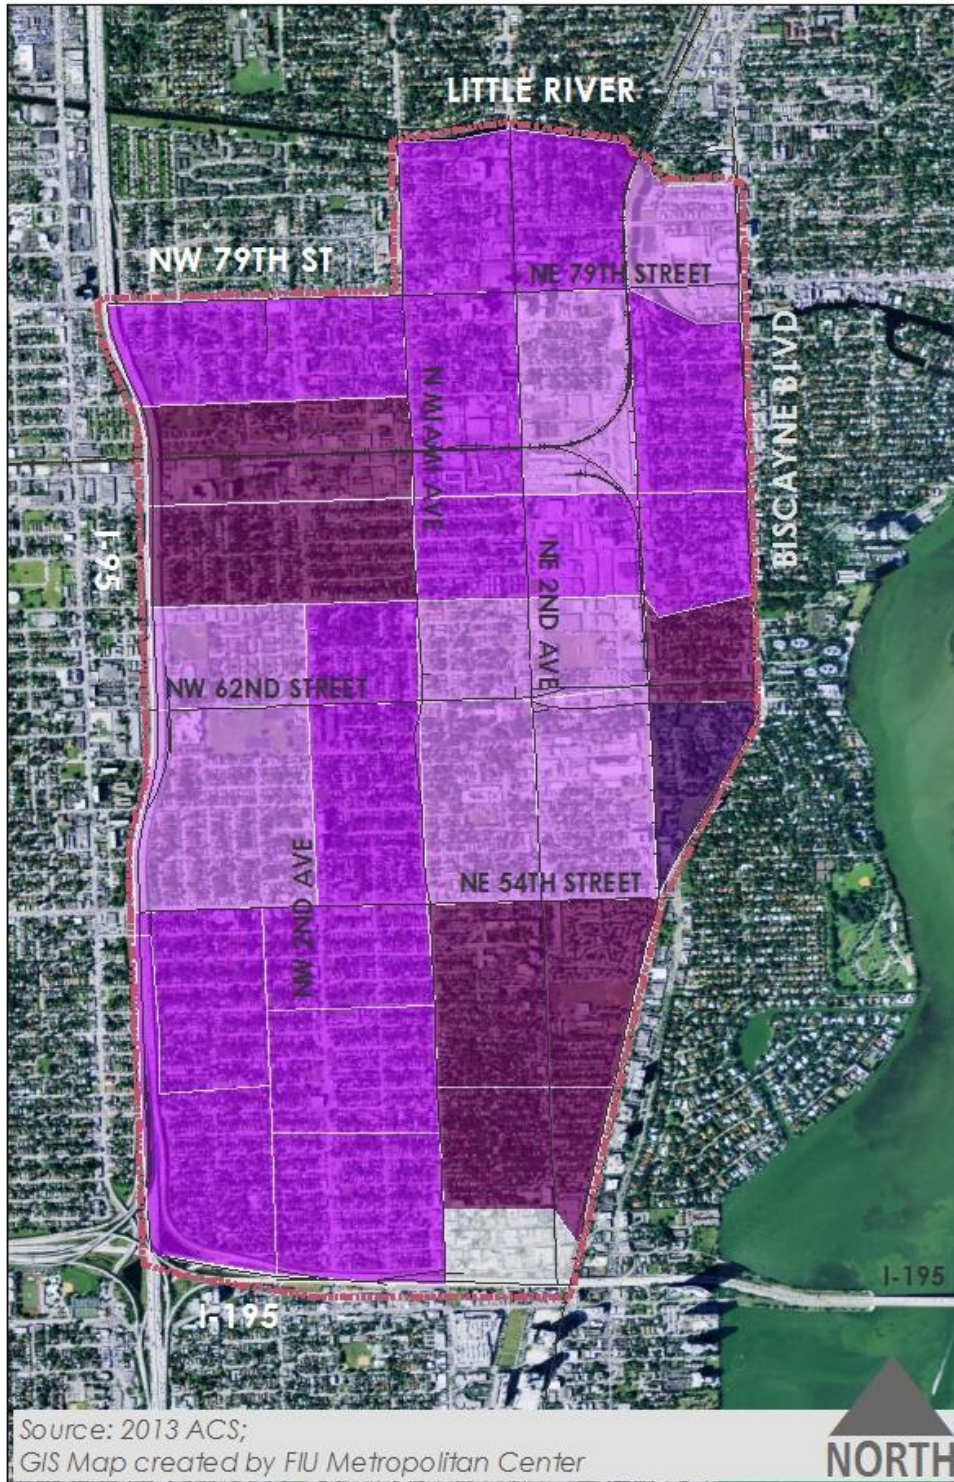 LITTLE RIVER
NW 79TH ST
NE 79TH STREET
N MIAMI AVE
BISCAYNE BLVD
I-95
NE 2ND AVE
NW 62ND STREET
NW 2ND AVE
NE 54TH STREET
I-195
I-195
Source: 2013 ACS;
GIS Map created by FIU Metropolitan Center
NORTH